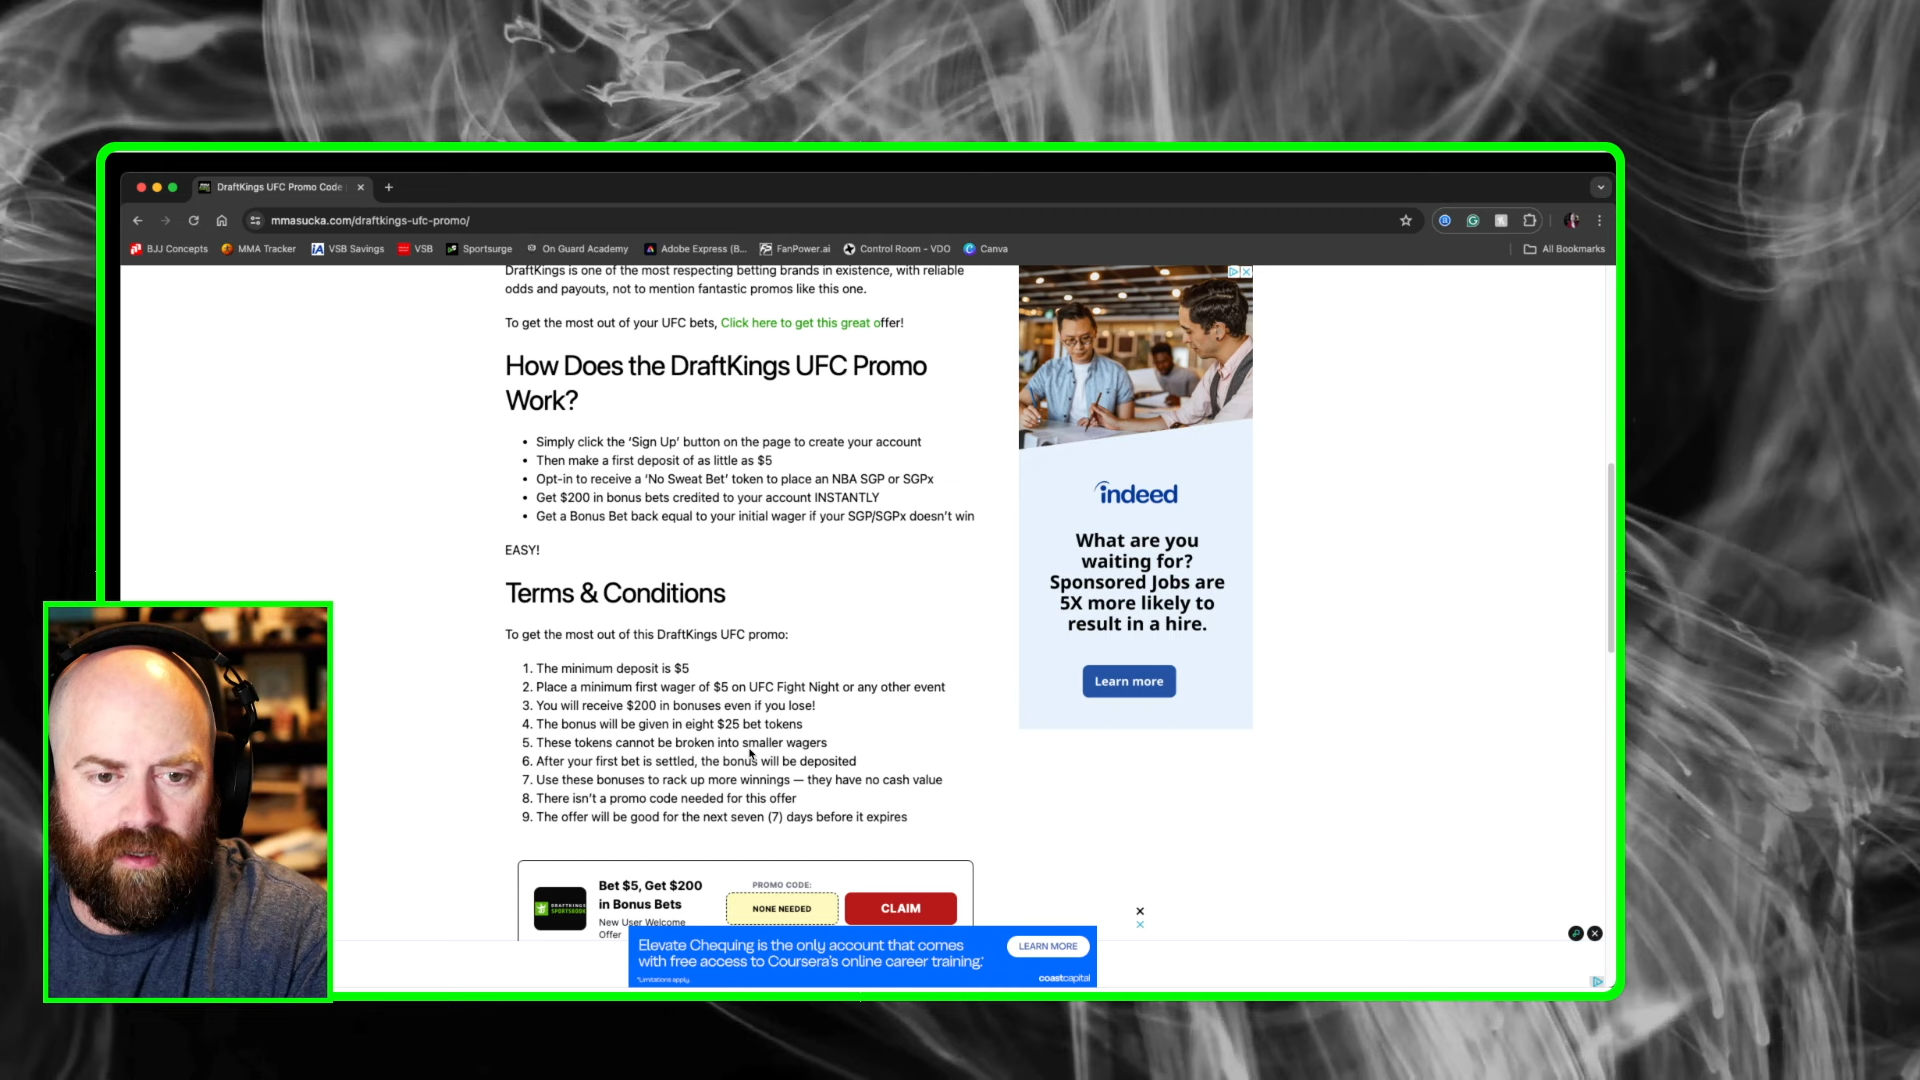 DraftKings UFC Promo Code
mmasucka.com/draftkings-ufc-promo/
BJJ Concepts MMA Tracker VSB Savings VSB Sportsurge On Guard Academy Adobe Express (B... FanPower.ai Control Room - VDO Canva All Bookmarks
DraftKings is one of the most respecting betting brands in existence, with reliable
odds and payouts, not to mention fantastic promos like this one.
To get the most out of your UFC bets, Click here to get this great offer!
How Does the DraftKings UFC Promo
Work?
• Simply click the ‘Sign Up’ button on the page to create your account
• Then make a first deposit of as little as $5
• Opt-in to receive a ‘No Sweat Bet’ token to place an NBA SGP or SGPx
• Get $200 in bonus bets credited to your account INSTANTLY
• Get a Bonus Bet back equal to your initial wager if your SGP/SGPx doesn’t win
EASY!
Terms & Conditions
To get the most out of this DraftKings UFC promo:
1. The minimum deposit is $5
2. Place a minimum first wager of $5 on UFC Fight Night or any other event
3. You will receive $200 in bonuses even if you lose!
4. The bonus will be given in eight $25 bet tokens
5. These tokens cannot be broken into smaller wagers
6. After your first bet is settled, the bonus will be deposited
7. Use these bonuses to rack up more winnings — they have no cash value
8. There isn’t a promo code needed for this offer
9. The offer will be good for the next seven (7) days before it expires
DRAFTKINGS
SPORTSBOOK
Bet $5, Get $200
in Bonus Bets
New User Welcome
Offer
PROMO CODE:
NONE NEEDED
CLAIM
indeed
What are you
waiting for?
Sponsored Jobs are
5X more likely to
result in a hire.
Learn more
Elevate Chequing is the only account that comes
with free access to Coursera's online career training.*
*Limitations apply.
LEARN MORE
coastcapital